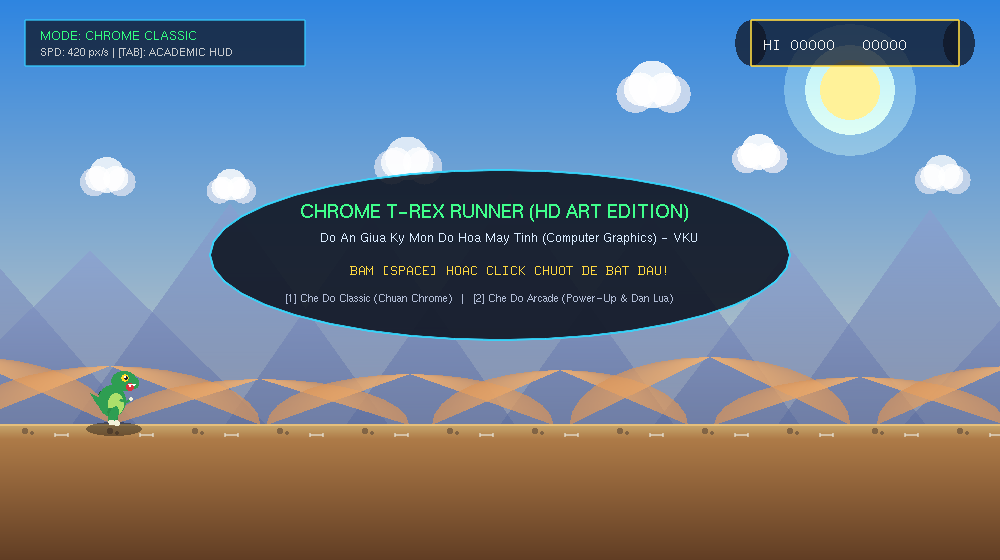 MODE: CHROME CLASSIC
SPD: 420 px/s | [TAB]: ACADEMIC HUD
HI 00000 00000
CHROME T-REX RUNNER (HD ART EDITION)
Do An Giua Ky Mon Do Hoa May Tinh (Computer Graphics) - VKU
BAM [SPACE] HOAC CLICK CHUOT DE BAT DAU!
[1] Che Do Classic (Chuan Chrome) | [2] Che Do Arcade (Power-Up & Dan Lua)